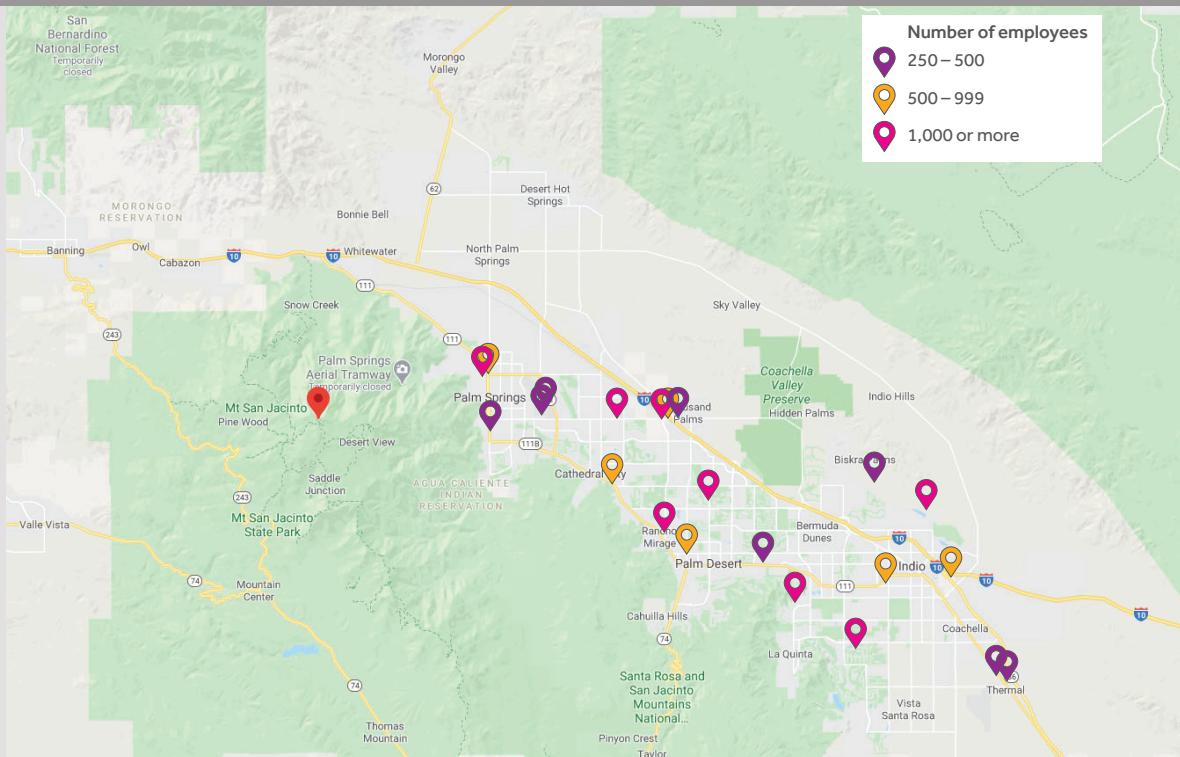 San
Bernardino
National Forest
Temporarily
closed
Morongo
Valley
Number of employees
250 – 500
500 – 999
1,000 or more
62
Desert Hot
Springs
MORONGO
RESERVATION
Bonnie Bell
Banning
Owl
Cabazon
10
10
Whitewater
North Palm
Springs
111
Snow Creek
Sky Valley
243
111
Palm Springs
Aerial Tramway
Temporarily closed
Coachella
Valley
Preserve
Hidden Palms
Indio Hills
Mt San Jacinto
Pine Wood
Palm Springs
10
usand
Palms
Desert View
111B
Saddle
Junction
AGUA CALIENTE
INDIAN
RESERVATION
Cathedral City
Biskra Palms
243
Mt San Jacinto
State Park
Valle Vista
Rancho
Mirage
Bermuda
Dunes
10
Palm Desert
Indio
10
10
74
Mountain
Center
111
10
Cahuilla Hills
74
Coachella
La Quinta
Santa Rosa and
San Jacinto
Mountains
National...
74
Thermal
Vista
Santa Rosa
Thomas
Mountain
Pinyon Crest
Taylor